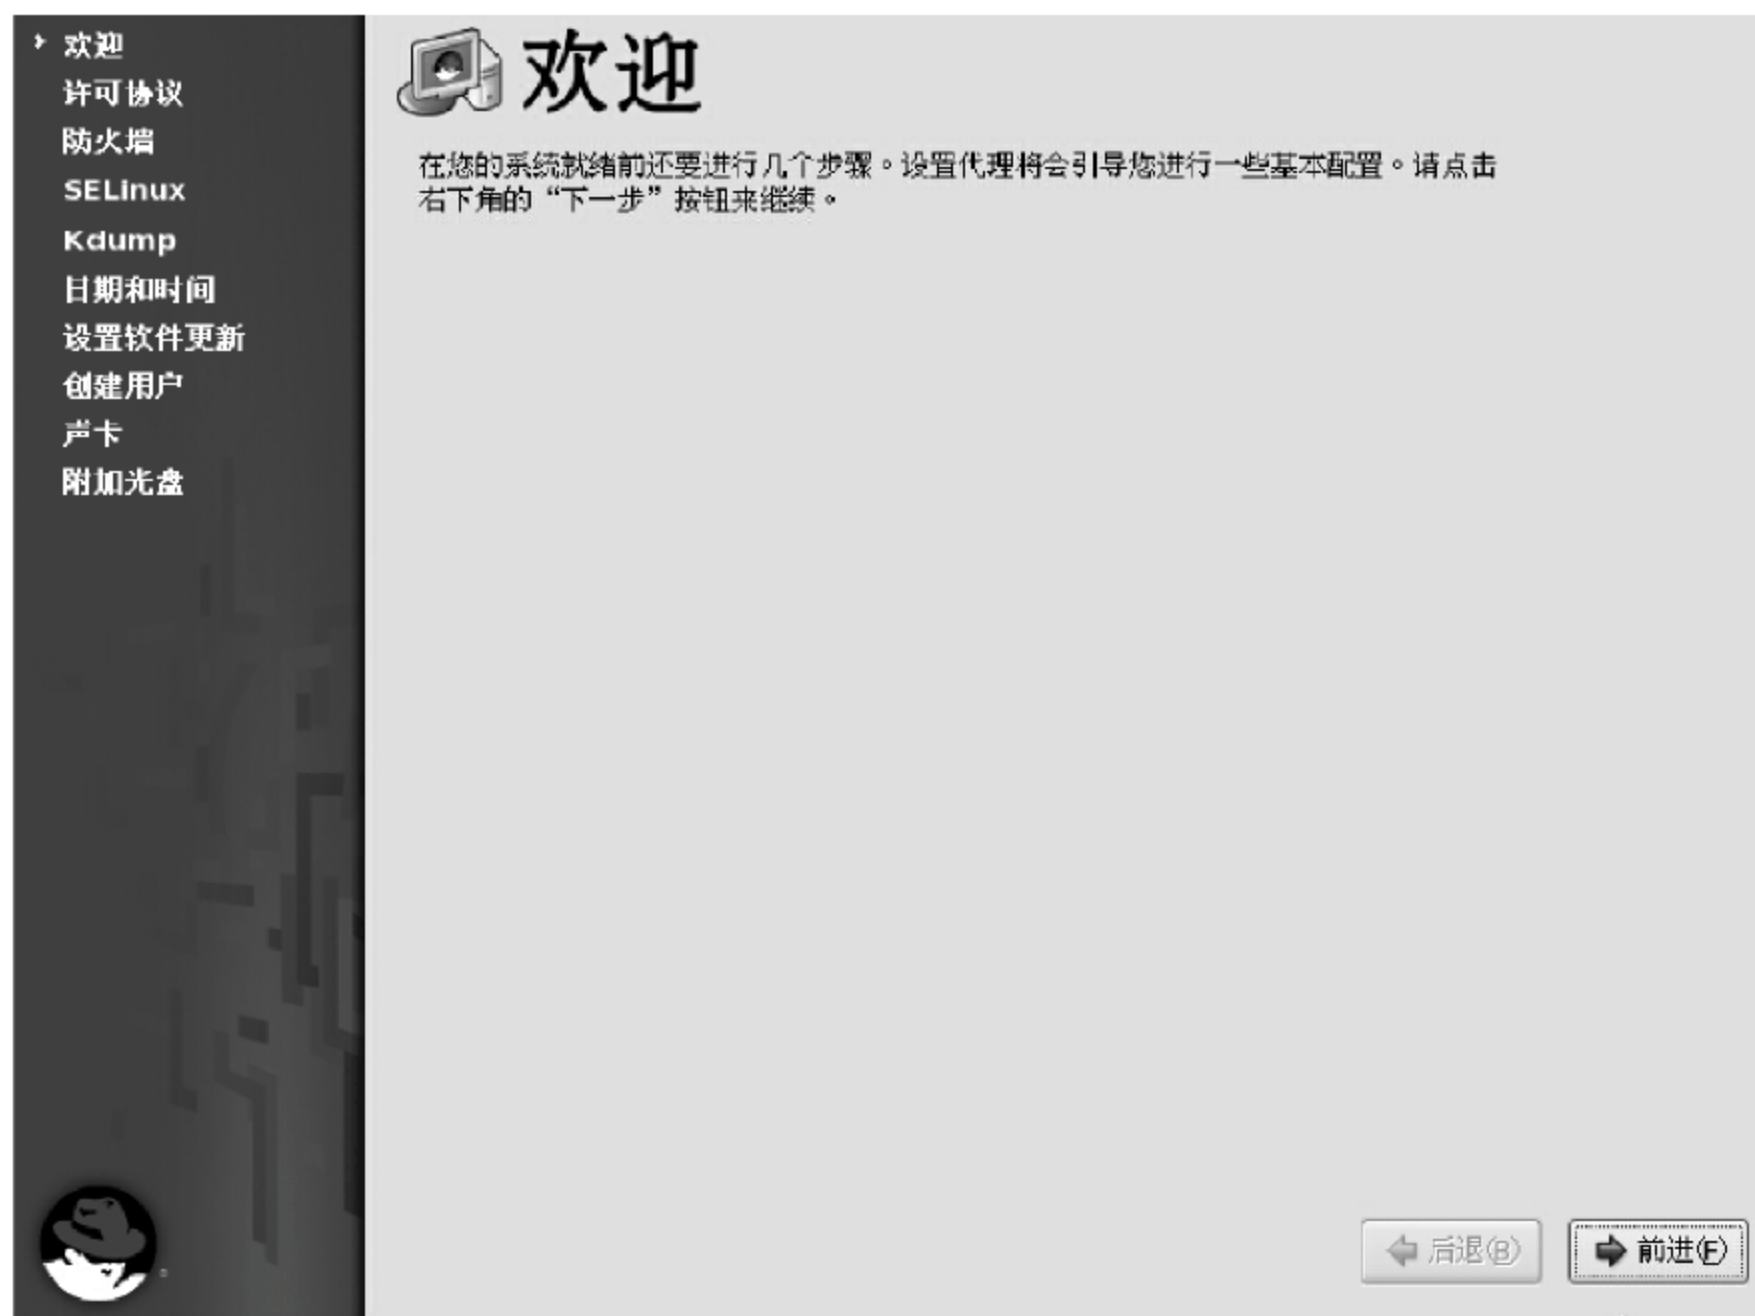 欢迎
许可协议
防火墙
SELinux
Kdump
日期和时间
设置软件更新
创建用户
声卡
附加光盘
欢迎
在您的系统就绪前还要进行几个步骤。设置代理将会引导您进行一些基本配置。请点击
右下角的“下一步”按钮来继续。
后退(B)
前进(F)